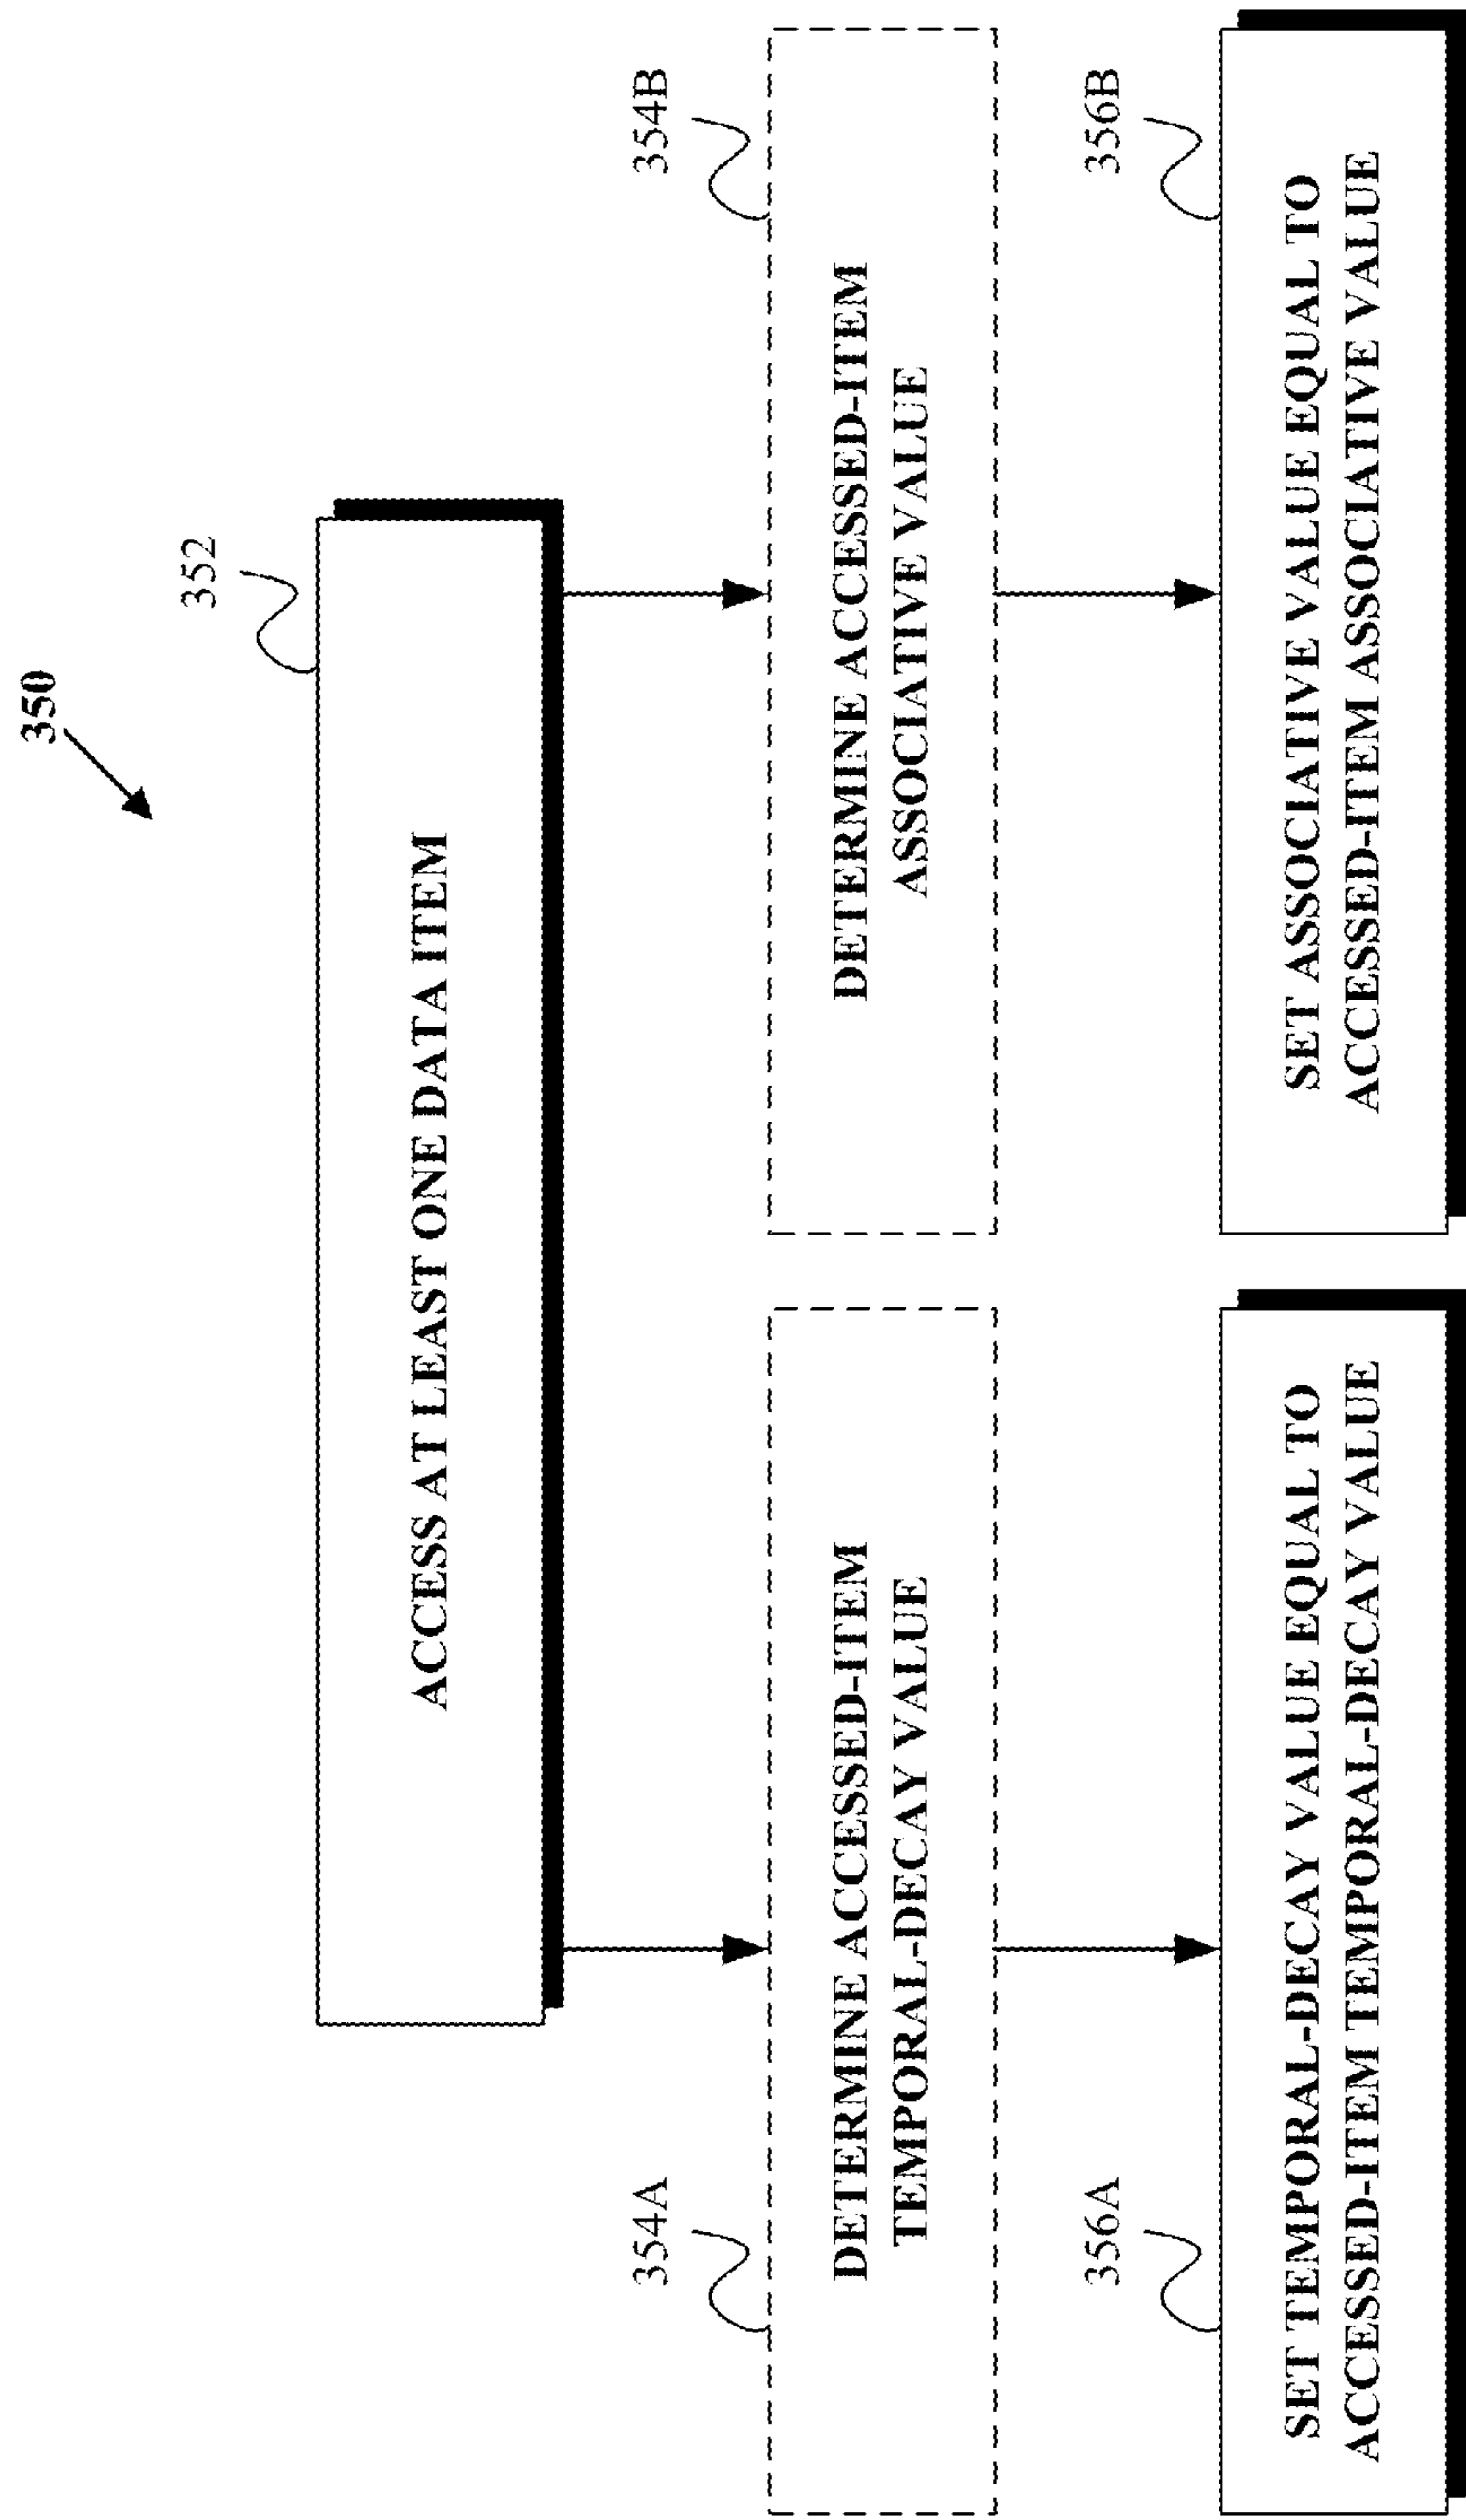 350
352
ACCESS AT LEAST ONE DATA ITEM
354A
DETERMINE ACCESSED-ITEM
TEMPORAL-DECAY VALUE
354B
DETERMINE ACCESSED-ITEM
ASSOCIATIVE VALUE
356A
SET TEMPORAL-DECAY VALUE EQUAL TO
ACCESSED-ITEM TEMPORAL-DECAY VALUE
356B
SET ASSOCIATIVE VALUE EQUAL TO
ACCESSED-ITEM ASSOCIATIVE VALUE